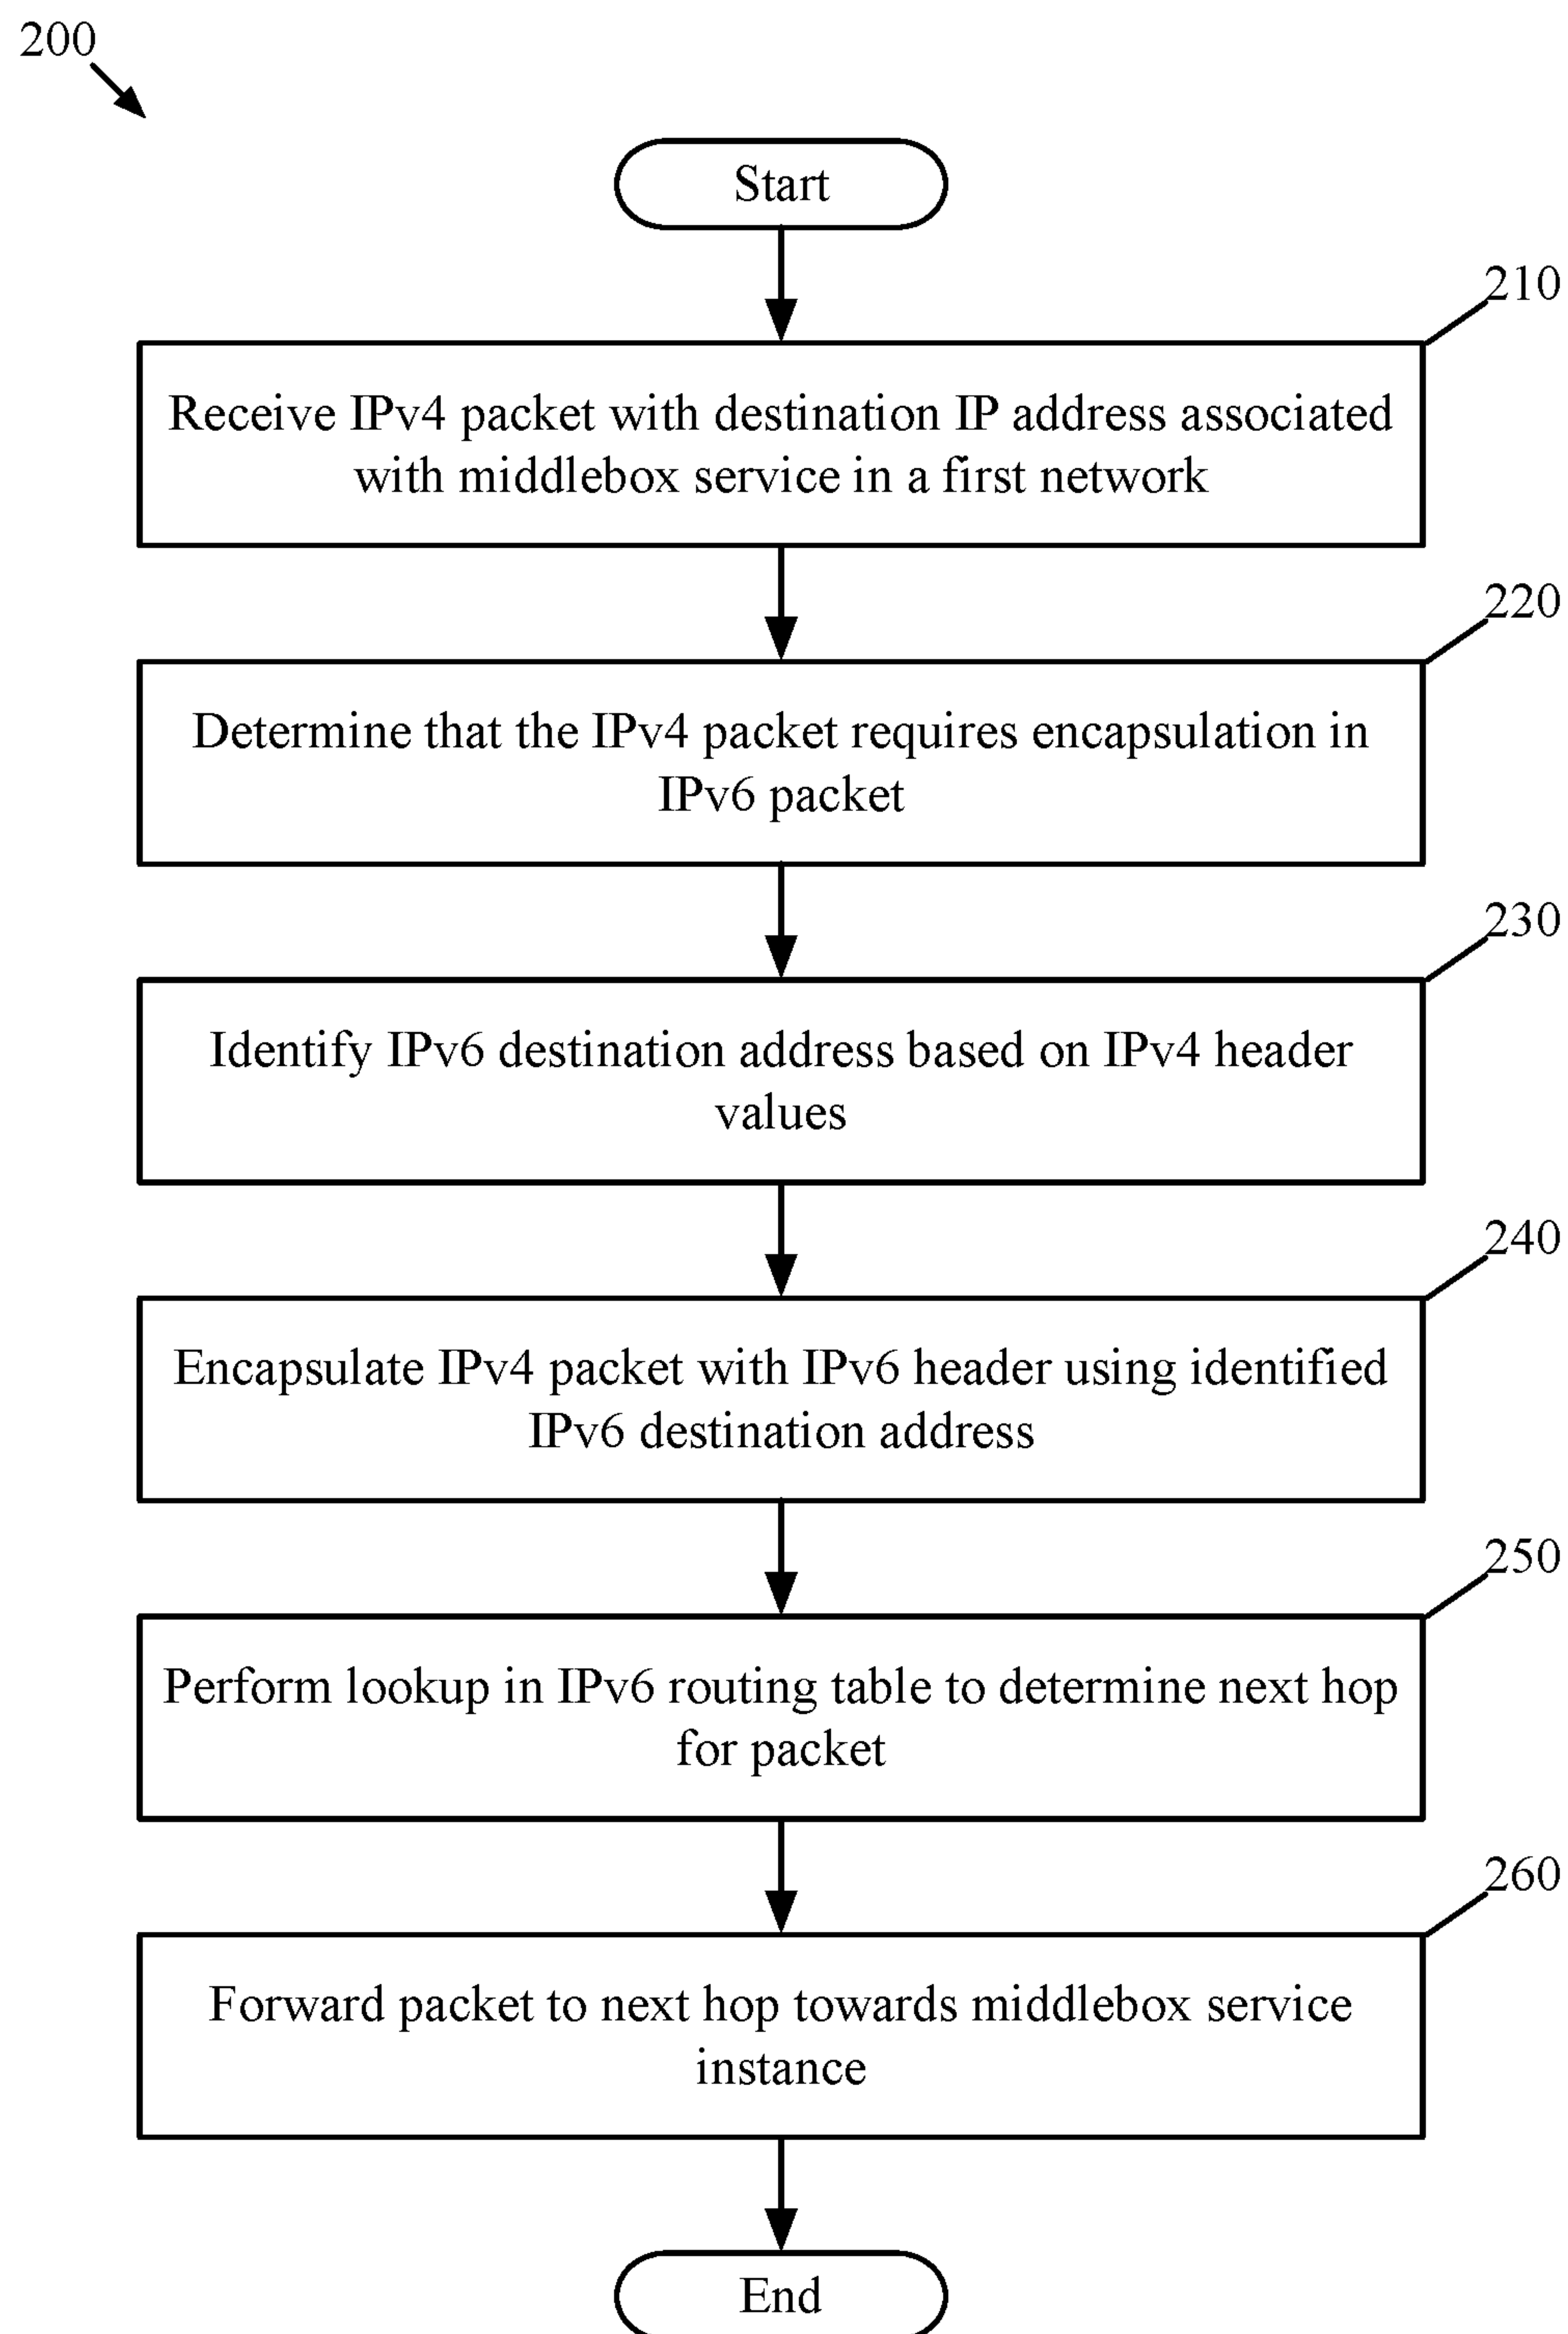 200
Start
210
Receive IPv4 packet with destination IP address associated
with middlebox service in a first network
220
Determine that the IPv4 packet requires encapsulation in
IPv6 packet
230
Identify IPv6 destination address based on IPv4 header
values
240
Encapsulate IPv4 packet with IPv6 header using identified
IPv6 destination address
250
Perform lookup in IPv6 routing table to determine next hop
for packet
260
Forward packet to next hop towards middlebox service
instance
End